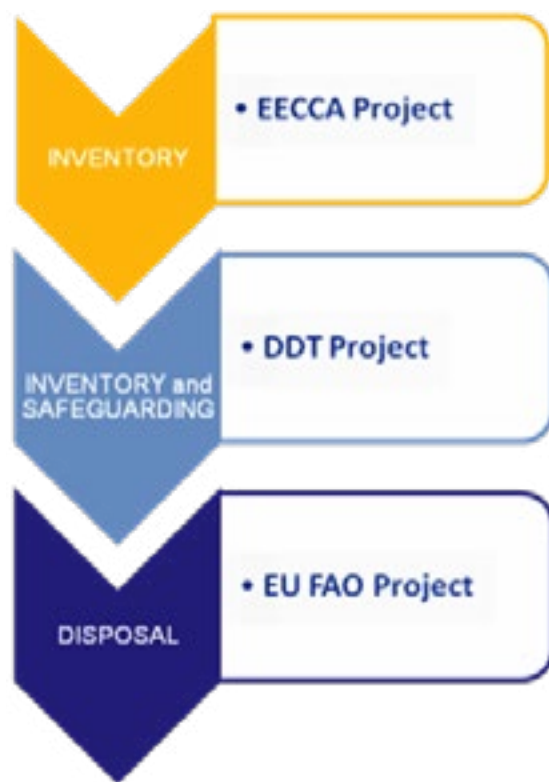 INVENTORY
• EECCA Project
INVENTORY and
SAFEGUARDING
• DDT Project
DISPOSAL
• EU FAO Project